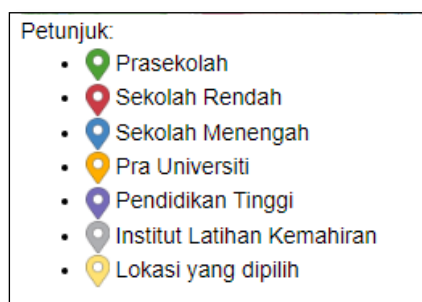 Petunjuk:
Prasekolah
Sekolah Rendah
Sekolah Menengah
Pra Universiti
Pendidikan Tinggi
Institut Latihan Kemahiran
Lokasi yang dipilih